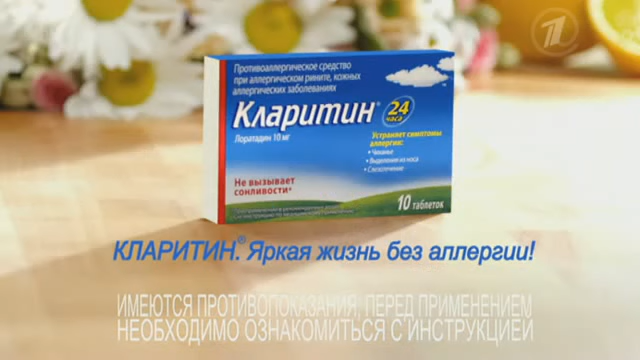 Противоаллергическое средство
при аллергическом рините, кожных
аллергических заболеваниях
Кларитин®
24
часа
Лоратадин 10 мг
Устраняет симптомы
аллергии:
• Чихание
• Выделения из носа
• Слезотечение
Не вызывает
сонливости*
10 таблеток
КЛАРИТИН.® Яркая жизнь без аллергии!
ИМЕЮТСЯ ПРОТИВОПОКАЗАНИЯ, ПЕРЕД ПРИМЕНЕНИЕМ
НЕОБХОДИМО ОЗНАКОМИТЬСЯ С ИНСТРУКЦИЕЙ
1